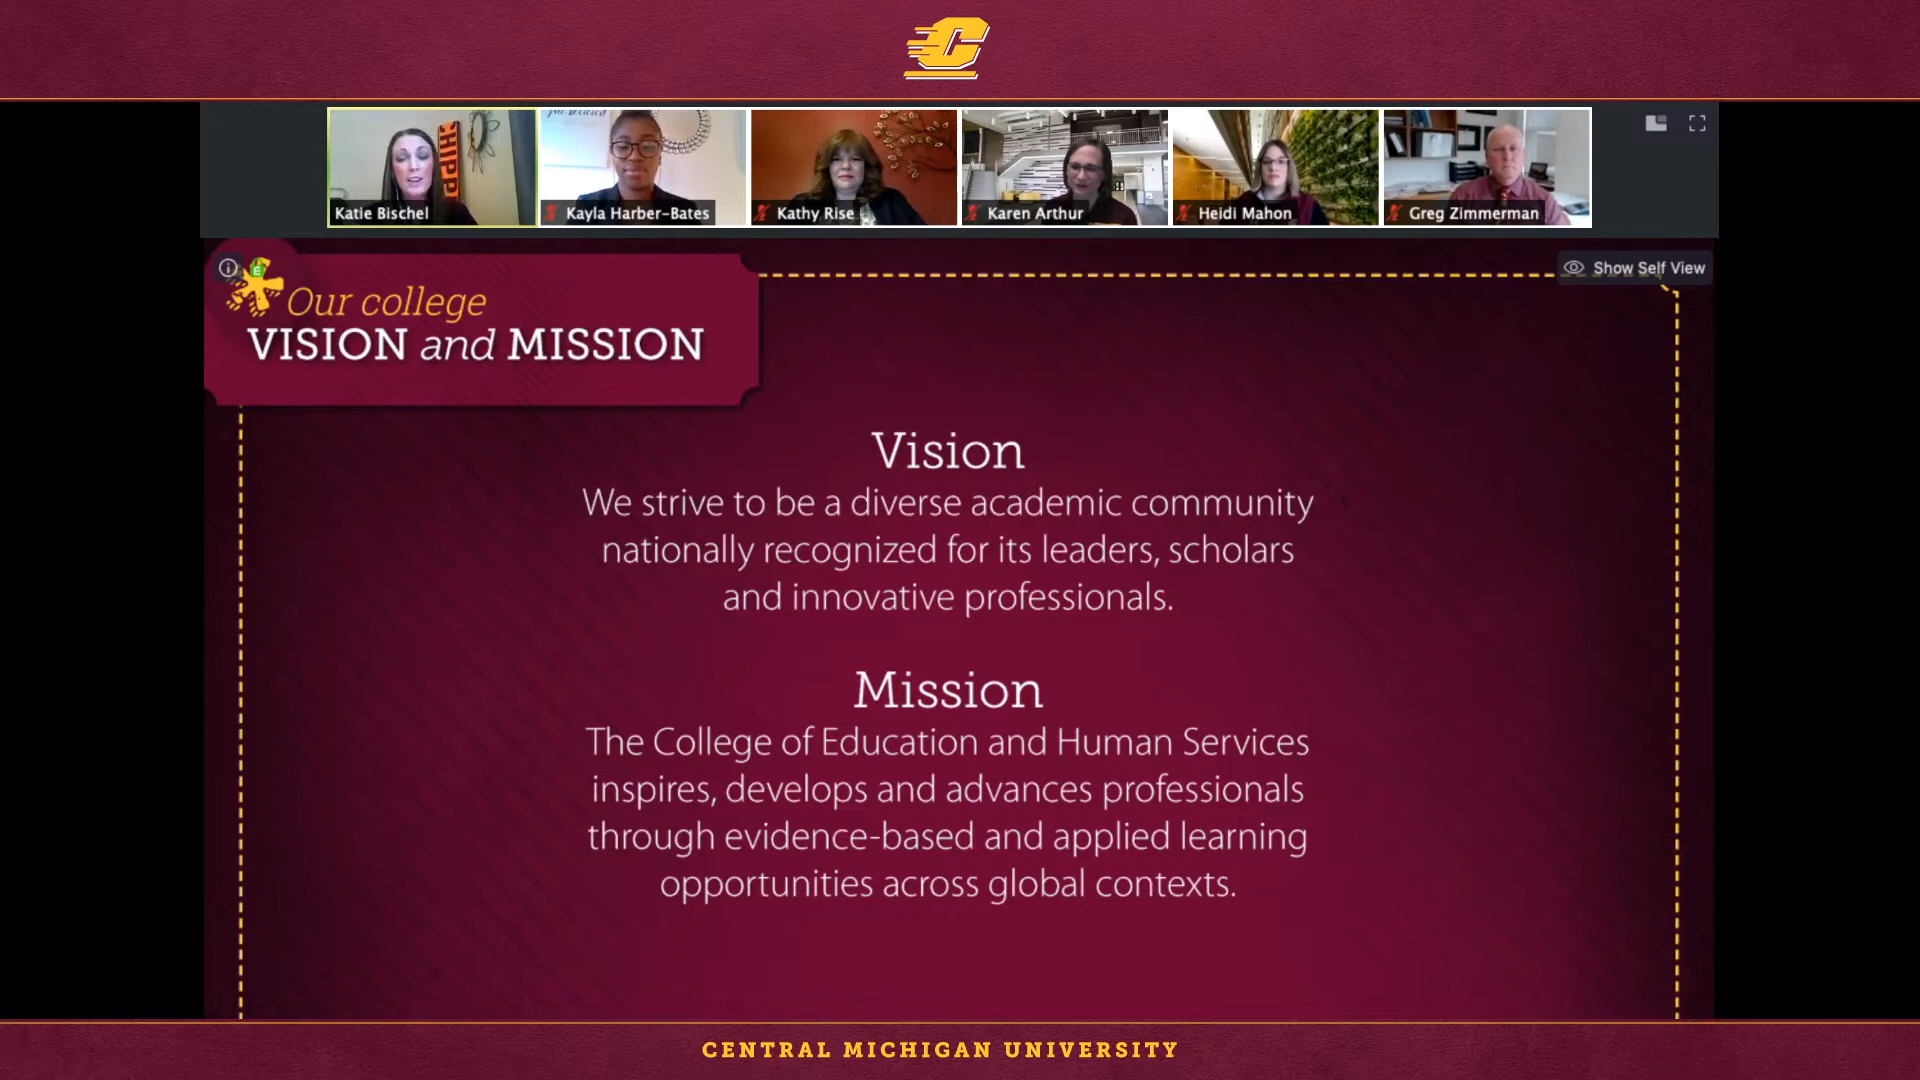 Katie Bischel
Kayla Harber-Bates
Kathy Rise
Karen Arthur
Heidi Mahon
Greg Zimmerman
CHIPP
Show Self View
Our college
VISION and MISSION
Vision
We strive to be a diverse academic community
nationally recognized for its leaders, scholars
and innovative professionals.
Mission
The College of Education and Human Services
inspires, develops and advances professionals
through evidence-based and applied learning
opportunities across global contexts.
CENTRAL MICHIGAN UNIVERSITY